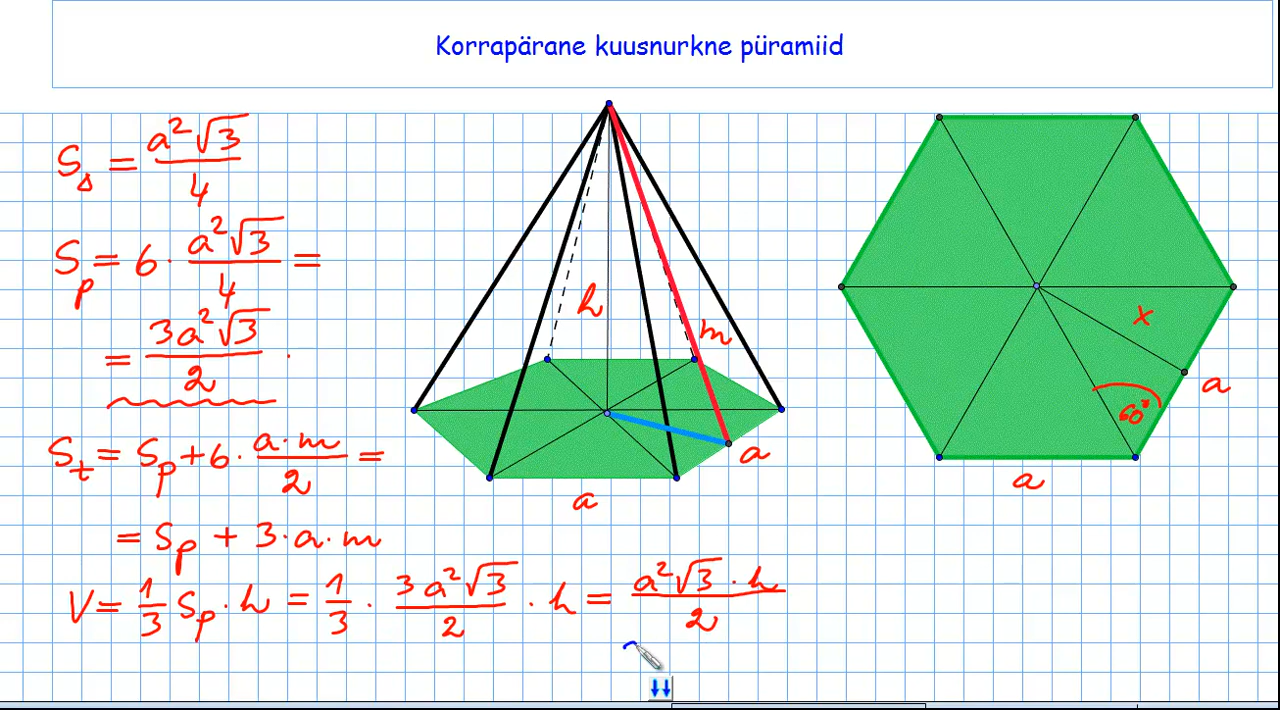 Korrapärane kuusnurkne püramiid
S△ = a²√3 / 4
Sp = 6 · a²√3 / 4 =
= 3a²√3 / 2 .
St = Sp + 6 · a·m / 2 =
= Sp + 3·a·m
V = 1/3 Sp · h = 1/3 · 3a²√3 / 2 · h = a²√3 · h / 2
h
m
a
a
x
a
60°
a